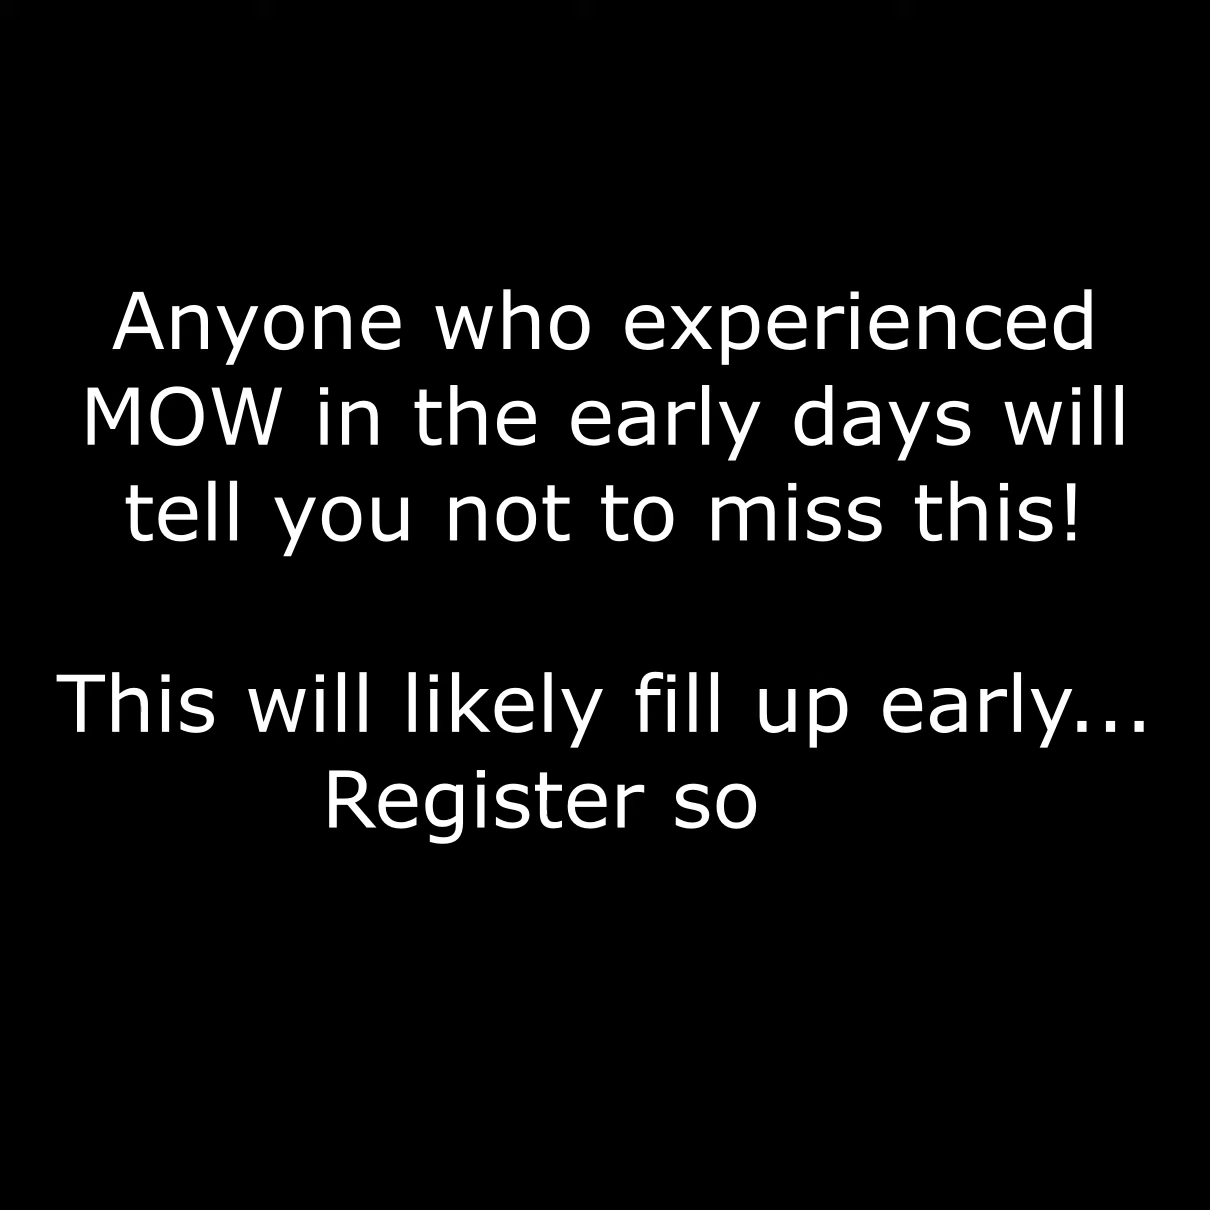 Anyone who experienced
MOW in the early days will
tell you not to miss this!
This will likely fill up early...
Register so